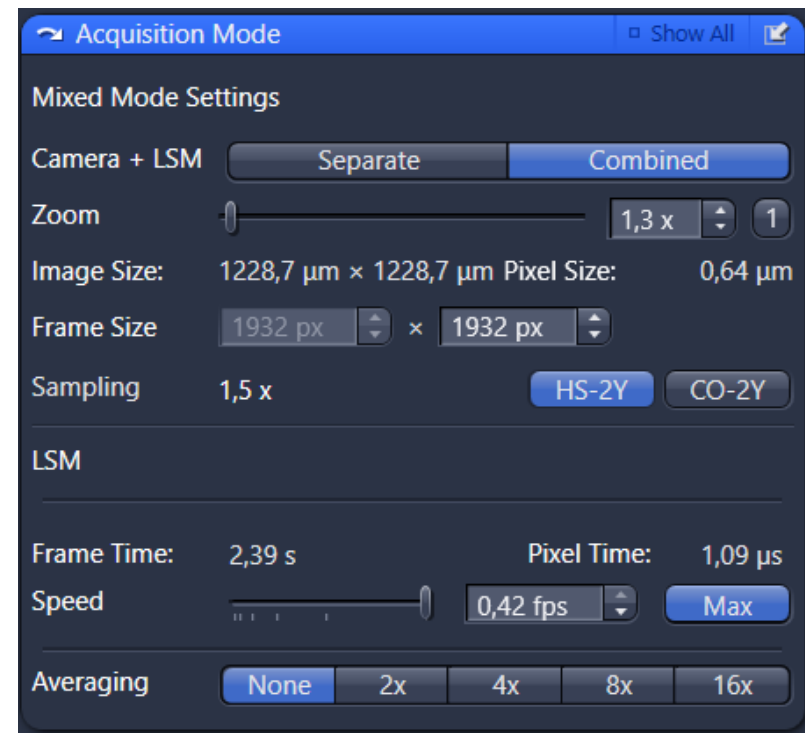 Acquisition Mode Show All
Mixed Mode Settings
Camera + LSM Separate Combined
Zoom 1,3 x 1
Image Size: 1228,7 µm × 1228,7 µm Pixel Size: 0,64 µm
Frame Size 1932 px × 1932 px
Sampling 1,5 x HS-2Y CO-2Y
LSM
Frame Time: 2,39 s Pixel Time: 1,09 µs
Speed 0,42 fps Max
Averaging None 2x 4x 8x 16x